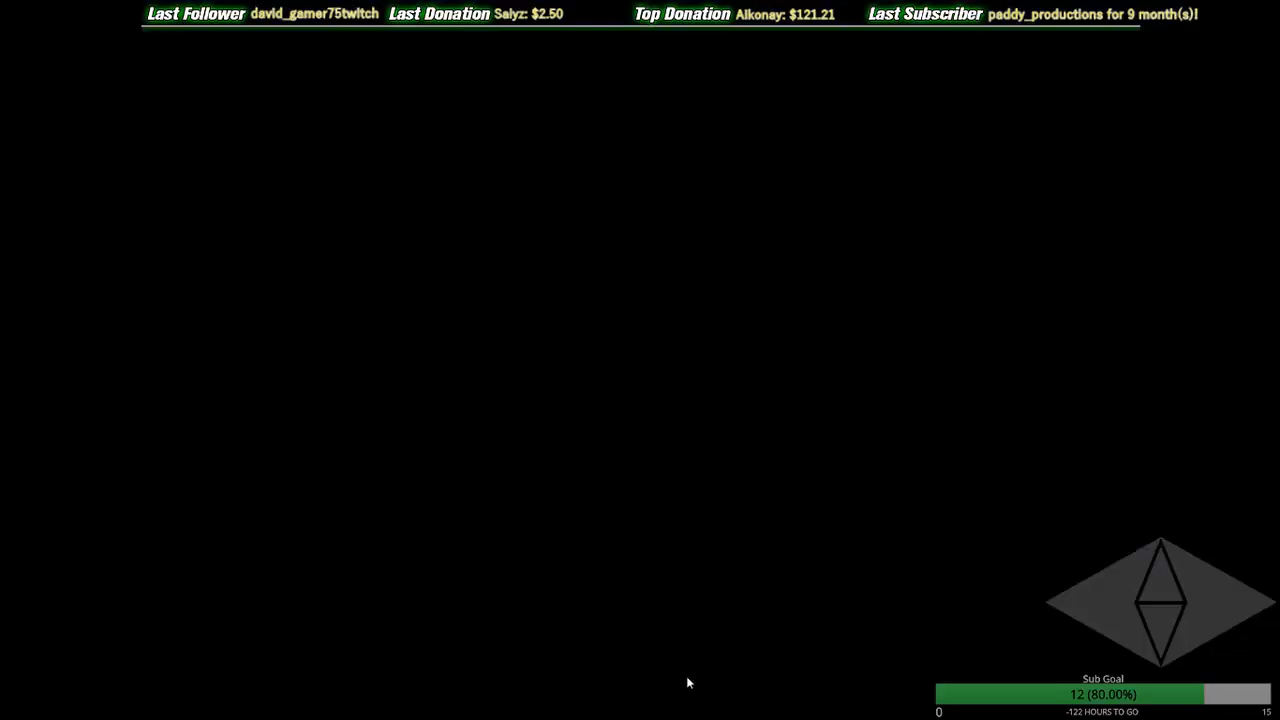 Last Follower david_gamer75twitch Last Donation Salyz: $2.50 Top Donation Alkonay: $121.21 Last Subscriber paddy_productions for 9 month(s)!
Sub Goal
12 (80.00%)
0 -122 HOURS TO GO 15